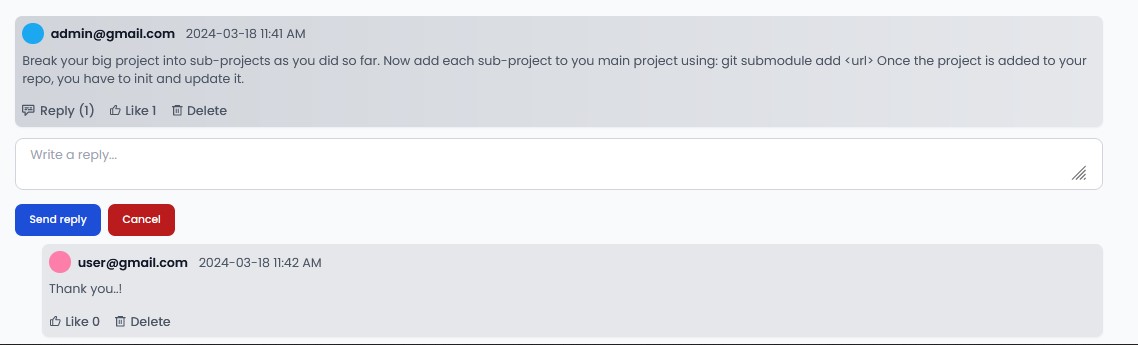 admin@gmail.com 2024-03-18 11:41 AM
Break your big project into sub-projects as you did so far. Now add each sub-project to you main project using: git submodule add <url> Once the project is added to your
repo, you have to init and update it.
Reply (1) Like 1 Delete
Write a reply...
Send reply Cancel
user@gmail.com 2024-03-18 11:42 AM
Thank you..!
Like 0 Delete